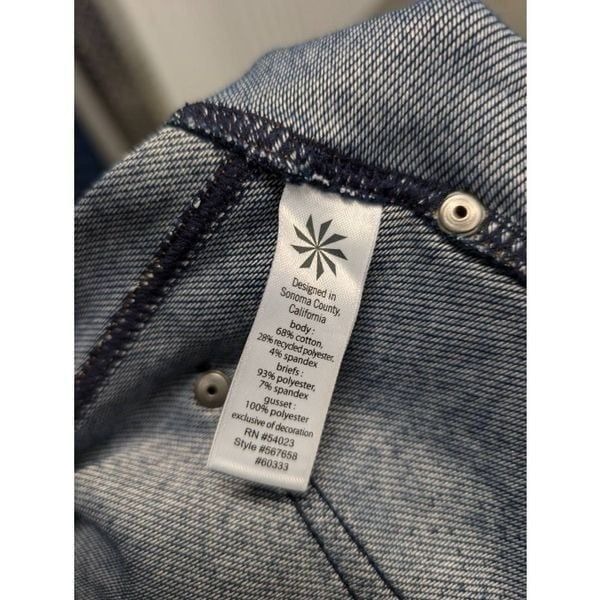 Designed in
Sonoma County,
California
body :
68% cotton,
28% recycled polyester,
4% spandex
briefs :
93% polyester,
7% spandex
gusset :
100% polyester
exclusive of decoration
RN #54023
Style #567658
#60333